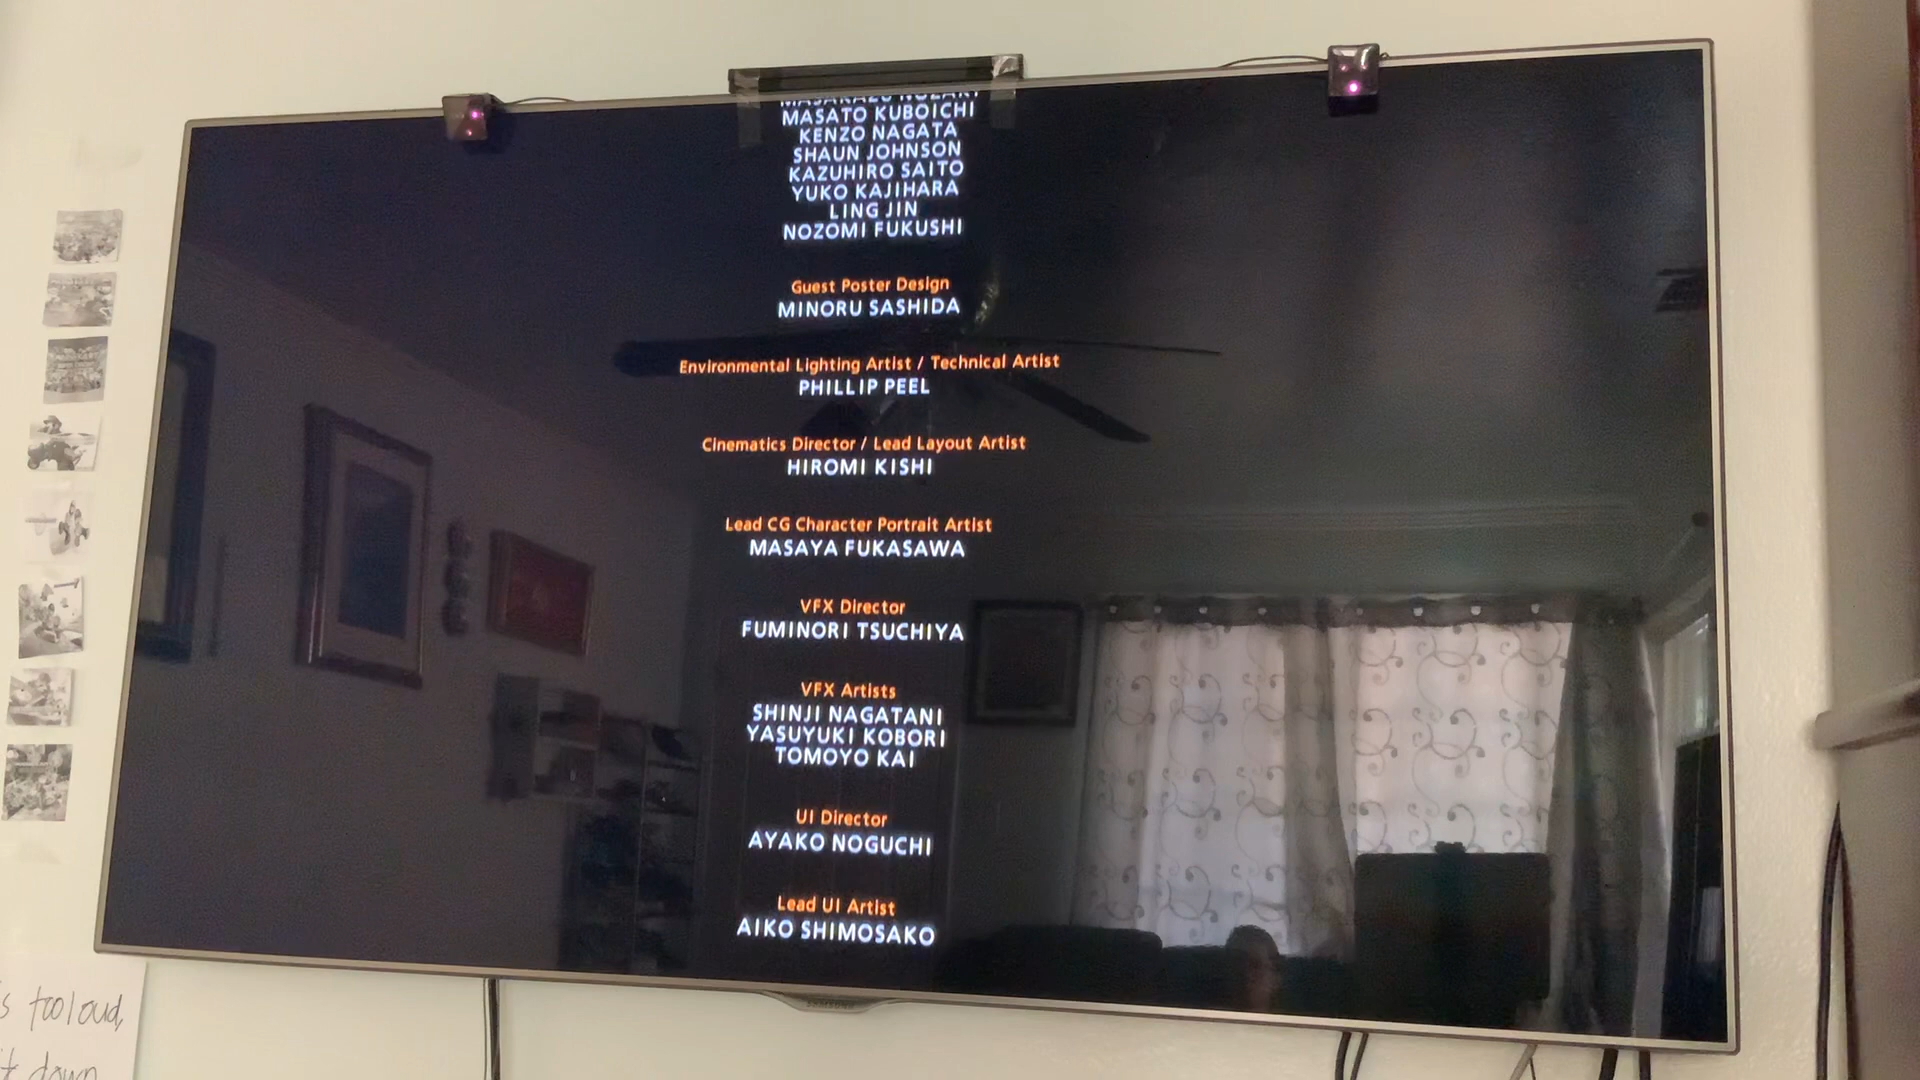 MASAKAZU NOZAKI
MASATO KUBOICHI
KENZO NAGATA
SHAUN JOHNSON
KAZUHIRO SAITO
YUKO KAJIHARA
LING JIN
NOZOMI FUKUSHI
Guest Poster Design
MINORU SASHIDA
Environmental Lighting Artist / Technical Artist
PHILLIP PEEL
Cinematics Director / Lead Layout Artist
HIROMI KISHI
Lead CG Character Portrait Artist
MASAYA FUKASAWA
VFX Director
FUMINORI TSUCHIYA
VFX Artists
SHINJI NAGATANI
YASUYUKI KOBORI
TOMOYO KAI
UI Director
AYAKO NOGUCHI
Lead UI Artist
AIKO SHIMOSAKO
SAMSUNG
too loud,
down